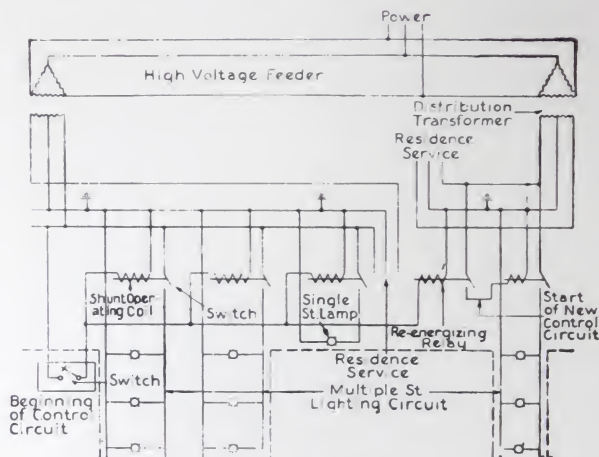 Power
High Voltage Feeder
Distribution
Transformer
Residence
Service
Shunt Oper-
ating Coil
Switch
Single
St. Lamp
Re-energizing
Relay
Start
of New
Control
Circuit
Switch
Beginning
of Control
Circuit
Residence
Service
Multiple St
Lighting Circuit